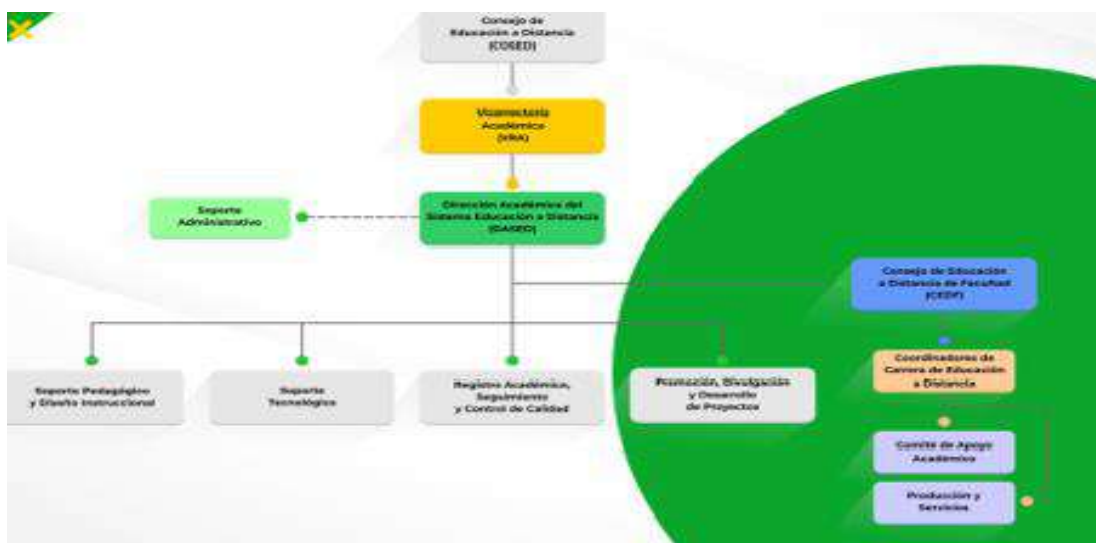 Consejo de
Educación a Distancia
(COSED)
Vicerrectoría
Académica
(VRA)
Dirección Académica del
Sistema Educación a Distancia
(DASED)
Soporte
Administrativo
Consejo de Educación
a Distancia de Facultad
(CEDF)
Coordinadores de
Carrera de Educación
a Distancia
Soporte Pedagógico
y Diseño Instruccional
Soporte
Tecnológico
Registro Académico,
Seguimiento
y Control de Calidad
Promoción, Divulgación
y Desarrollo
de Proyectos
Comité de Apoyo
Académico
Producción y
Servicios